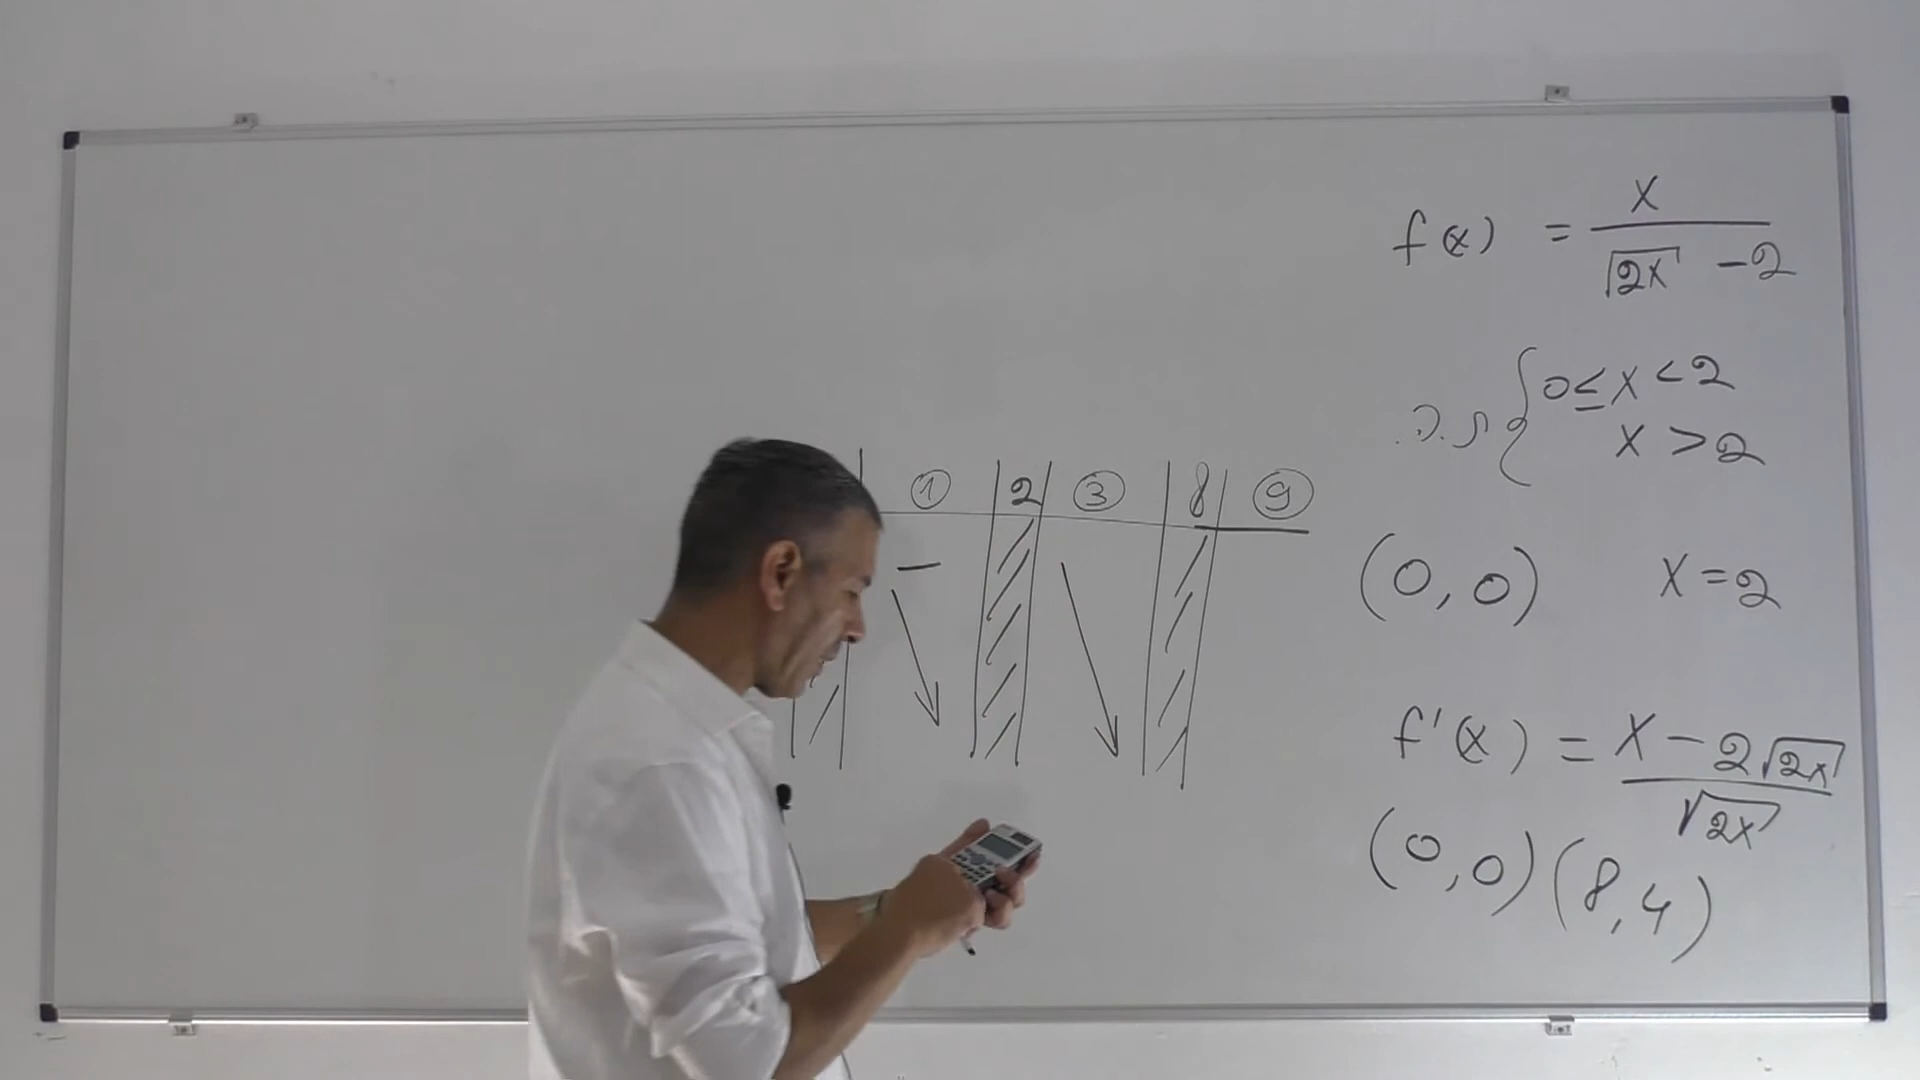 f(x) = x / (√2x - 2)
ת.ה. { 0 ≤ x < 2
x > 2
① 2 ③ 8 ⑨
−
(0,0) x = 2
f'(x) = (x - 2√2x) / √2x
(0,0) (8,4)